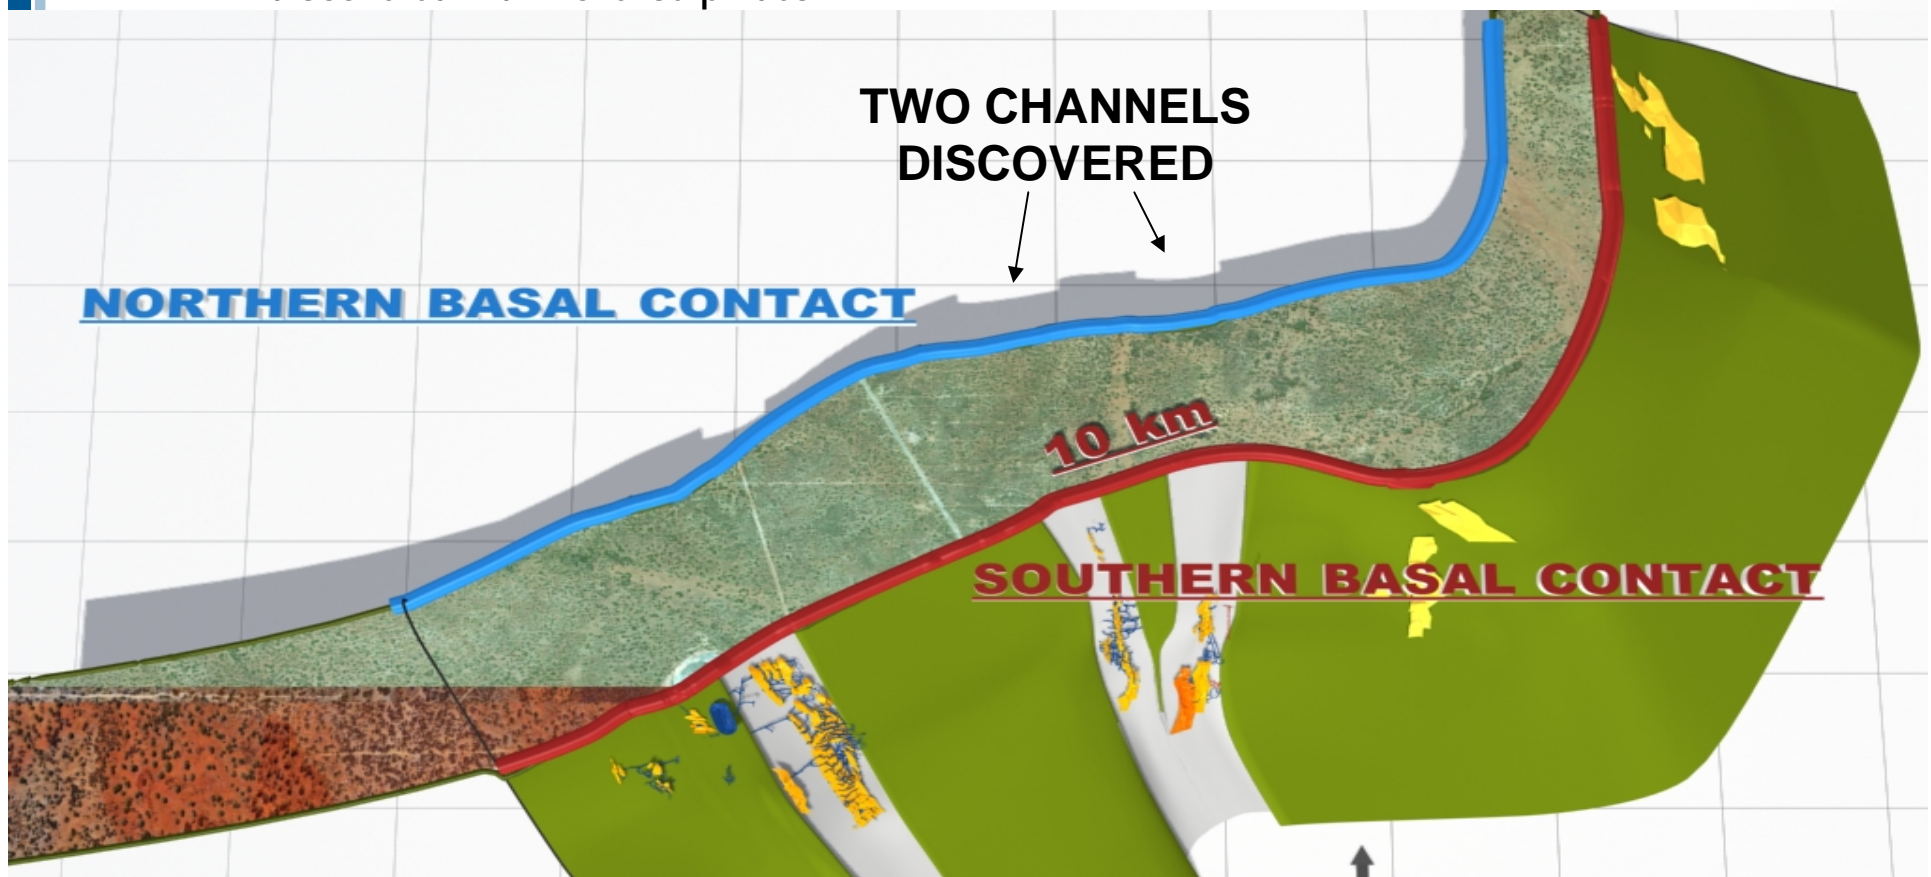 TWO CHANNELS
DISCOVERED
NORTHERN BASAL CONTACT
10 km
SOUTHERN BASAL CONTACT